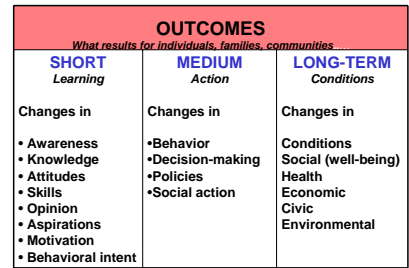 OUTCOMES
What results for individuals, families, communities.....
SHORT
Learning
Changes in
• Awareness
• Knowledge
• Attitudes
• Skills
• Opinion
• Aspirations
• Motivation
• Behavioral intent
MEDIUM
Action
Changes in
•Behavior
•Decision-making
•Policies
•Social action
LONG-TERM
Conditions
Changes in
Conditions
Social (well-being)
Health
Economic
Civic
Environmental